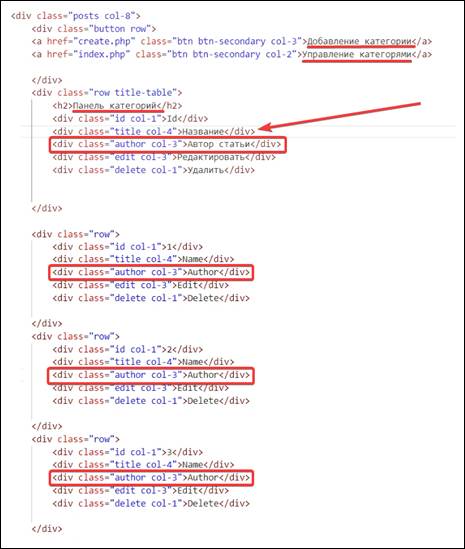 <div class="posts col-8">
<div class="button row">
<a href="create.php" class="btn btn-secondary col-3">Добавление категории</a>
<a href="index.php" class="btn btn-secondary col-2">Управление категорями</a>
</div>
<div class="row title-table">
<h2>Панель категорий</h2>
<div class="id col-1">Id</div>
<div class="title col-4">Название</div>
<div class="author col-3">Автор статьи</div>
<div class="edit col-3">Редактировать</div>
<div class="delete col-1">Удалить</div>
</div>
<div class="row">
<div class="id col-1">1</div>
<div class="title col-4">Name</div>
<div class="author col-3">Author</div>
<div class="edit col-3">Edit</div>
<div class="delete col-1">Delete</div>
</div>
<div class="row">
<div class="id col-1">2</div>
<div class="title col-4">Name</div>
<div class="author col-3">Author</div>
<div class="edit col-3">Edit</div>
<div class="delete col-1">Delete</div>
</div>
<div class="row">
<div class="id col-1">3</div>
<div class="title col-4">Name</div>
<div class="author col-3">Author</div>
<div class="edit col-3">Edit</div>
<div class="delete col-1">Delete</div>
</div>